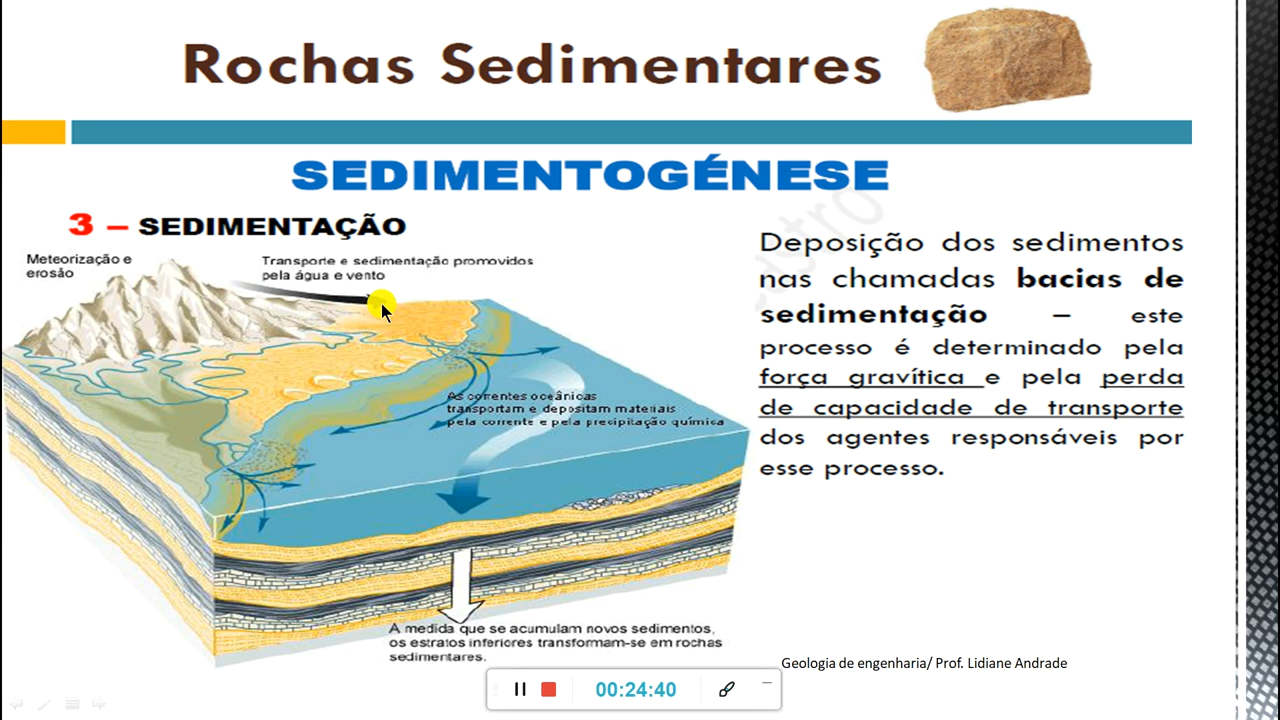 Rochas Sedimentares
SEDIMENTOGÉNESE
3 – SEDIMENTAÇÃO
Meteorização e
erosão
Transporte e sedimentação promovidos
pela água e vento
As correntes oceânicas
transportam e depositam materiais
pela corrente e pela precipitação química
A medida que se acumulam novos sedimentos,
os estratos inferiores transformam-se em rochas
sedimentares.
Deposição dos sedimentos
nas chamadas bacias de
sedimentação – este
processo é determinado pela
força gravítica e pela perda
de capacidade de transporte
dos agentes responsáveis por
esse processo.
Geologia de engenharia/ Prof. Lidiane Andrade
00:24:40